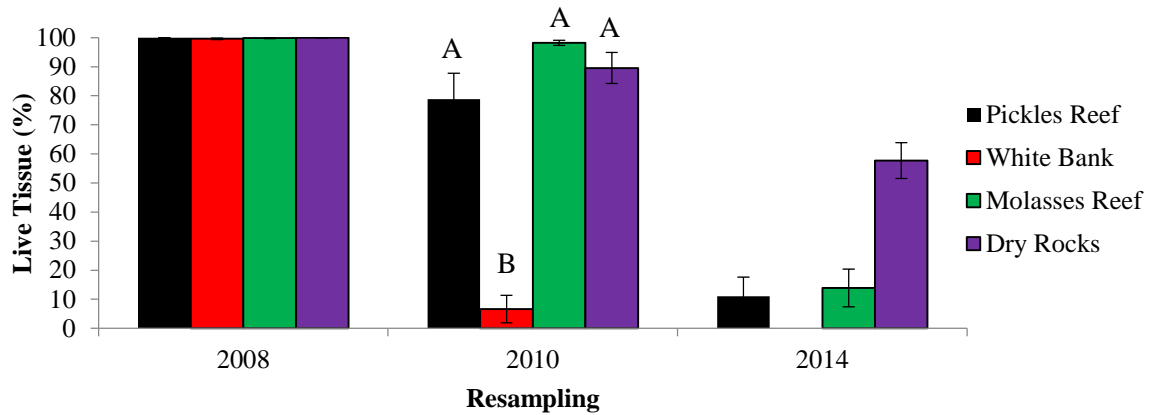 Live Tissue (%)
100
90
80
70
60
50
40
30
20
10
0
A
B
A
A
2008
2010
2014
Resampling
Pickles Reef
White Bank
Molasses Reef
Dry Rocks